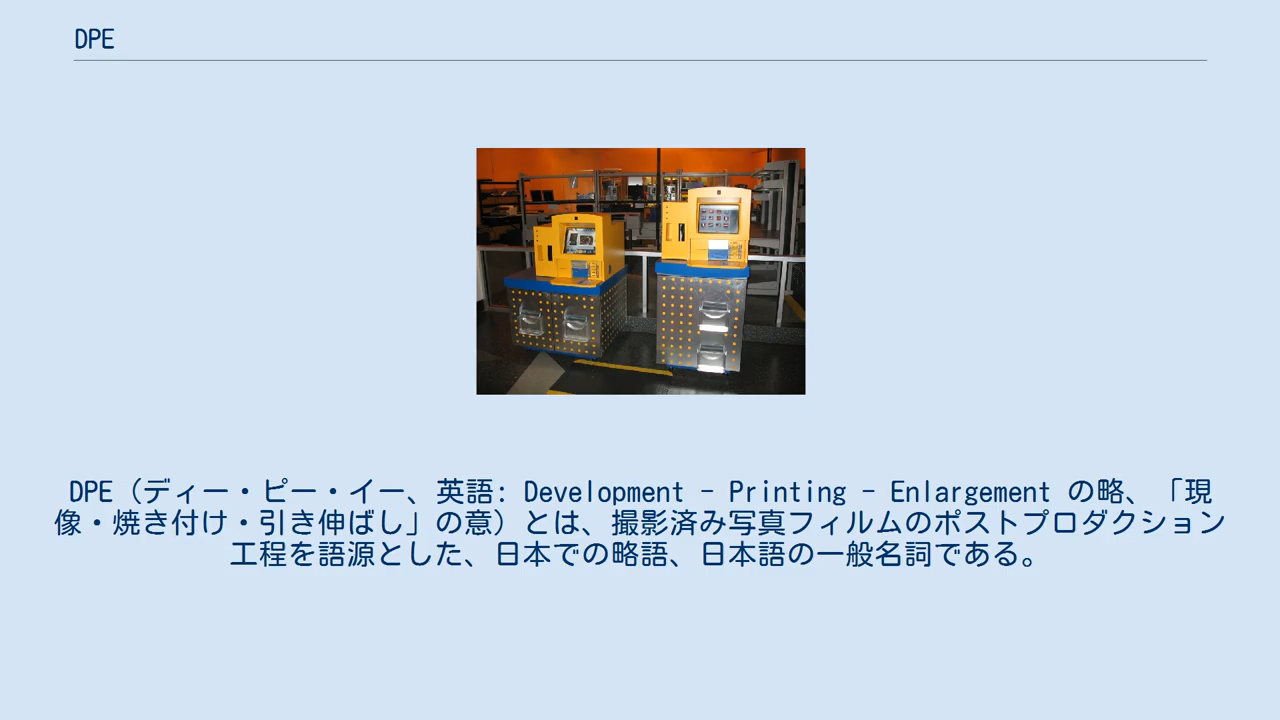 DPE
DPE（ディー・ピー・イー、英語: Development – Printing – Enlargement の略、「現
像・焼き付け・引き伸ばし」の意）とは、撮影済み写真フィルムのポストプロダクション
工程を語源とした、日本での略語、日本語の一般名詞である。